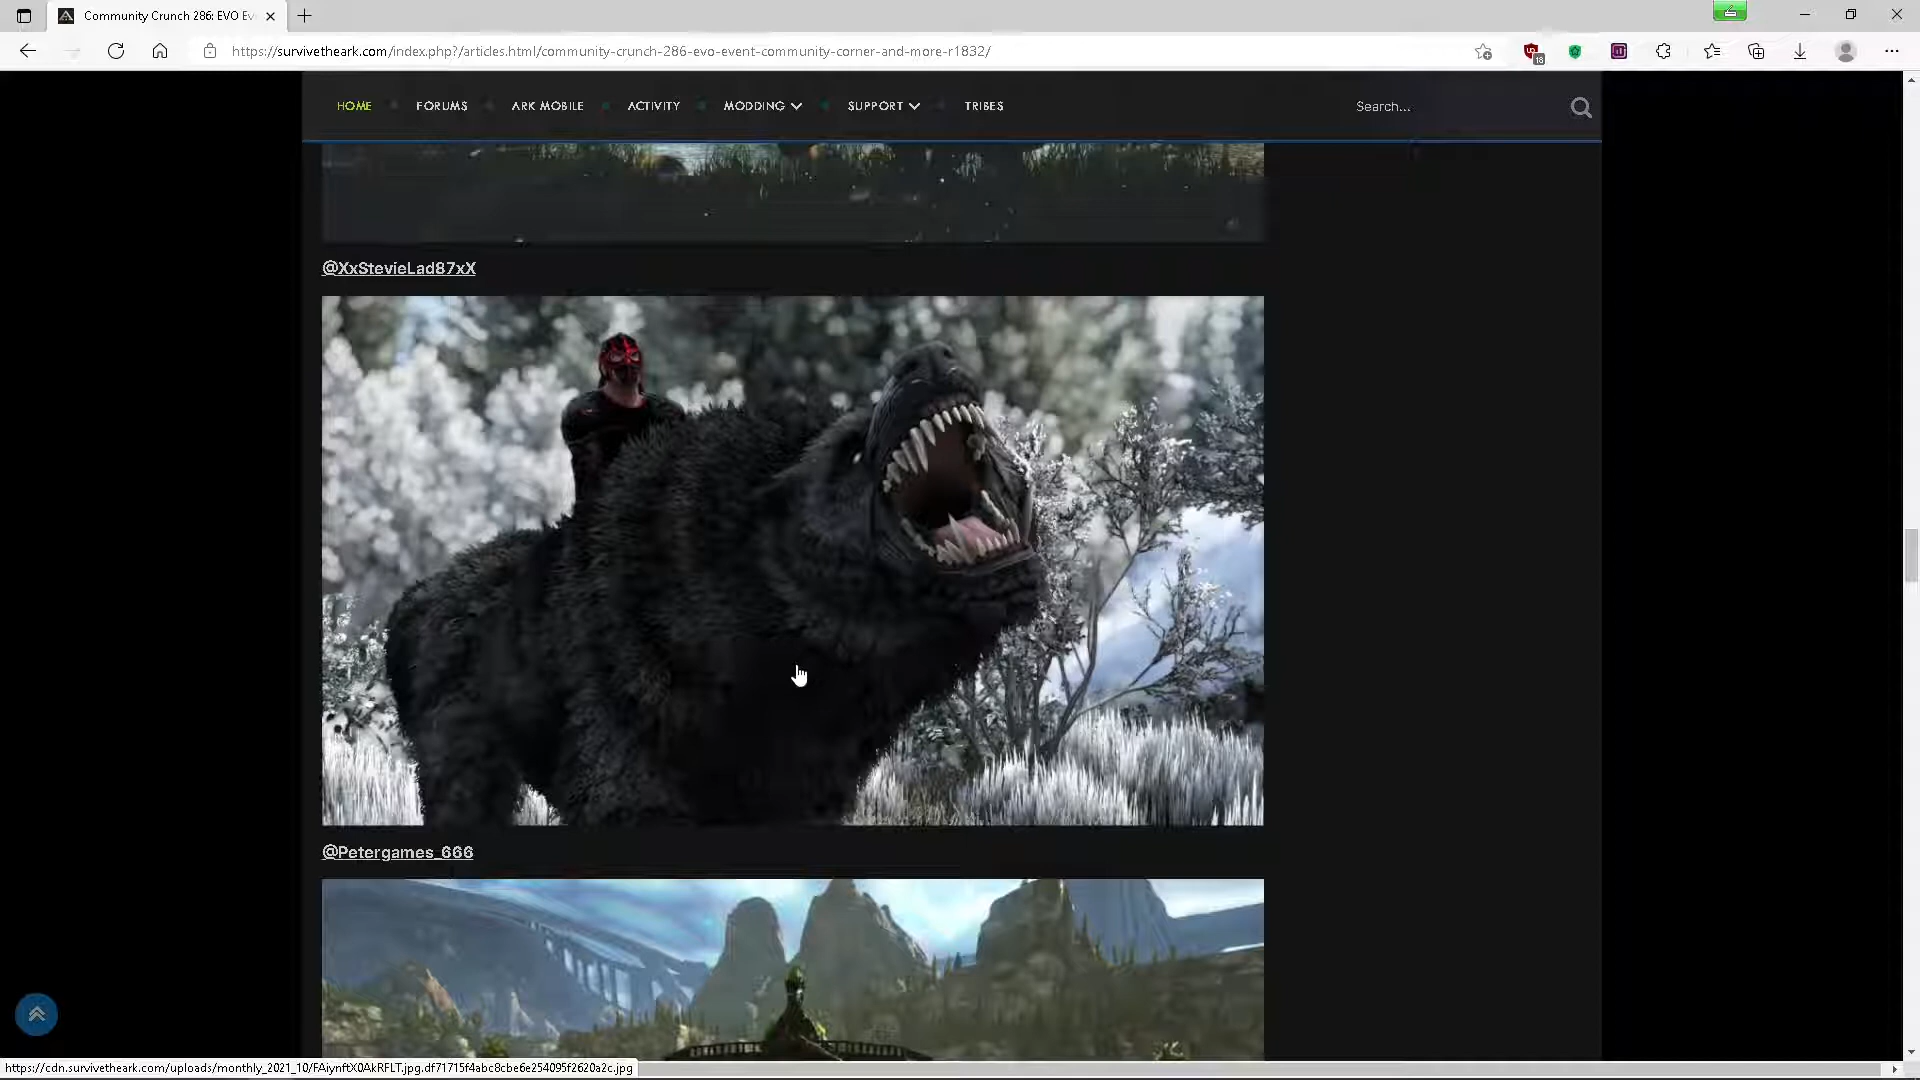 Community Crunch 286: EVO Ev
https://survivetheark.com/index.php?/articles.html/community-crunch-286-evo-event-community-corner-and-more-r1832/
18
HOME FORUMS ARK MOBILE ACTIVITY MODDING SUPPORT TRIBES Search...
@XxStevieLad87xX
@Petergames_666
https://cdn.survivetheark.com/uploads/monthly_2021_10/FAiynftX0AkRFLT.jpg.df71715f4abc8cbe6e254095f2620a2c.jpg